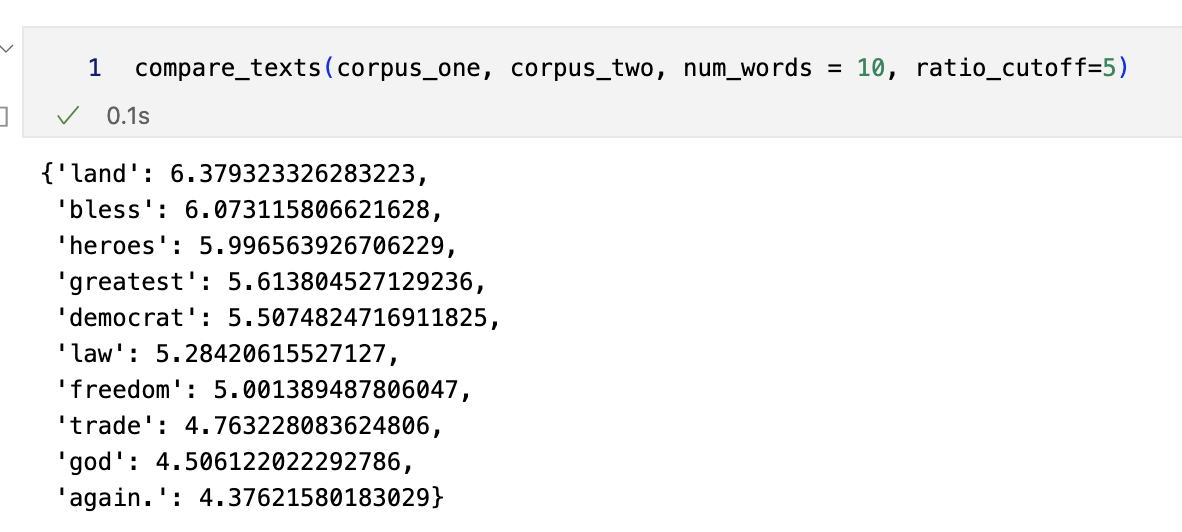 1 compare_texts(corpus_one, corpus_two, num_words = 10, ratio_cutoff=5)
0.1s
{'land': 6.379323326283223,
'bless': 6.073115806621628,
'heroes': 5.996563926706229,
'greatest': 5.613804527129236,
'democrat': 5.5074824716911825,
'law': 5.28420615527127,
'freedom': 5.001389487806047,
'trade': 4.763228083624806,
'god': 4.506122022292786,
'again.': 4.37621580183029}